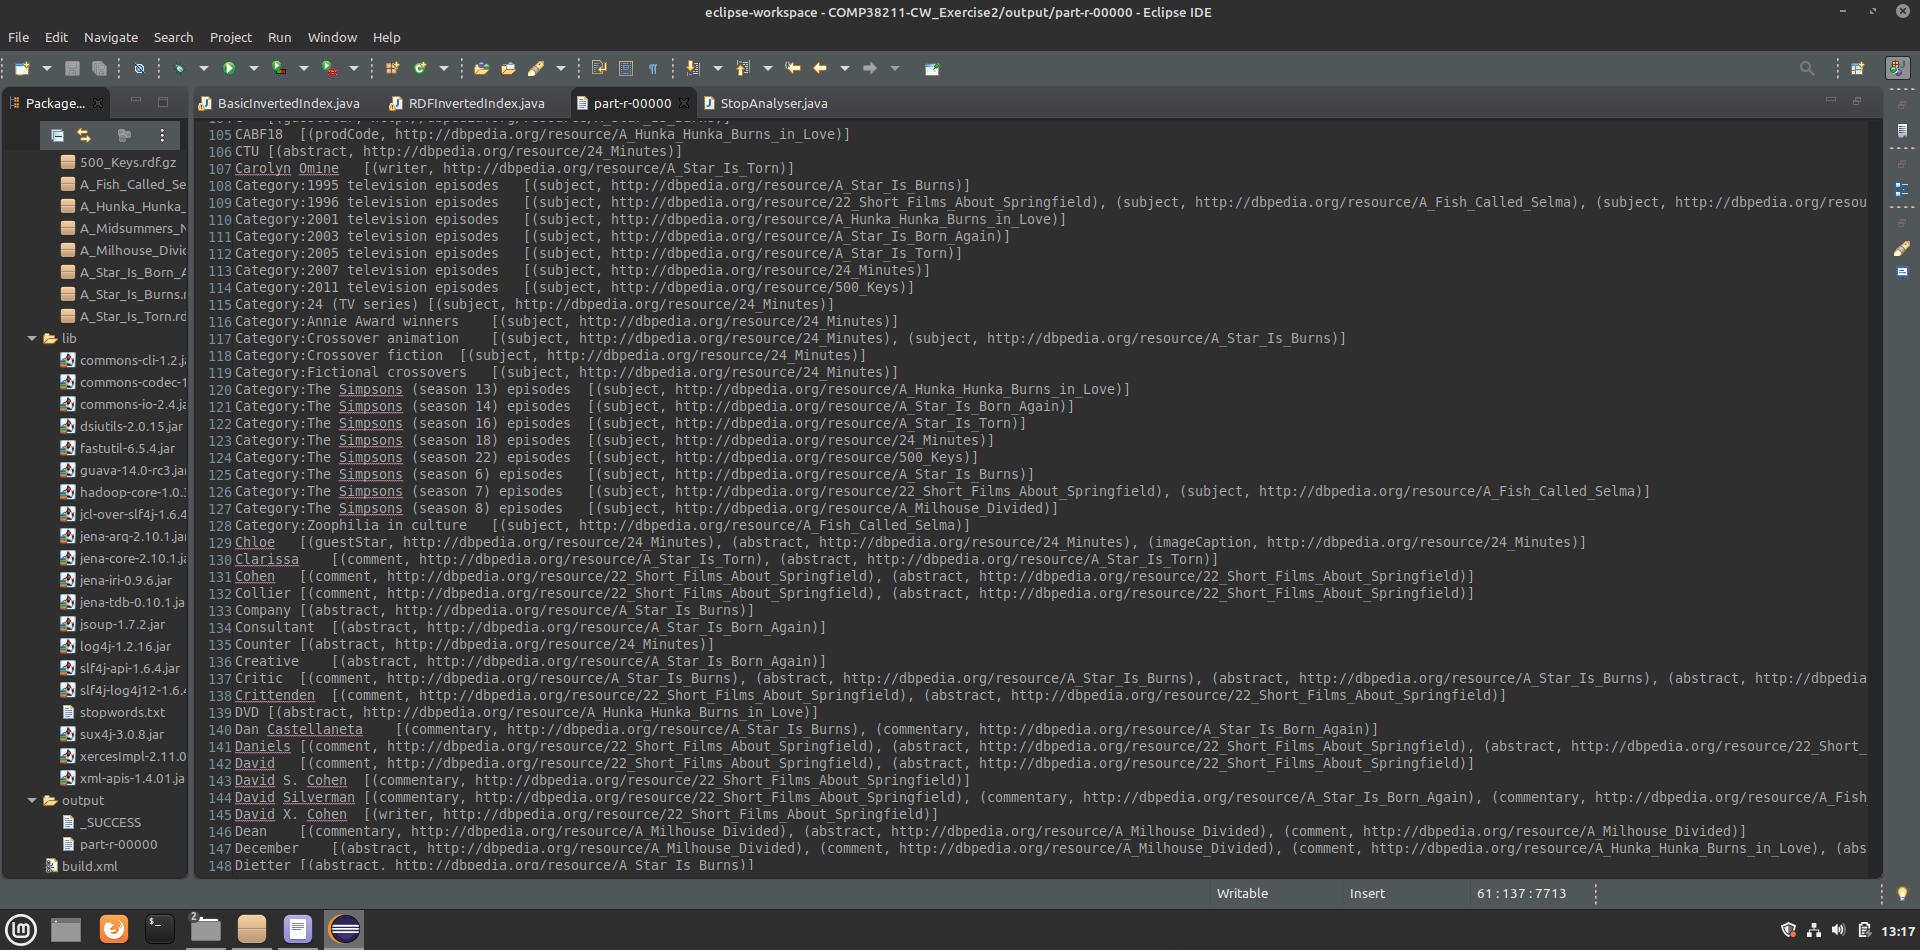 eclipse-workspace - COMP38211-CW_Exercise2/output/part-r-00000 - Eclipse IDE
File Edit Navigate Search Project Run Window Help
Package...
BasicInvertedIndex.java RDFInvertedIndex.java part-r-00000 StopAnalyser.java
500_Keys.rdf.gz
A_Fish_Called_Se
A_Hunka_Hunka_
A_Midsummers_N
A_Milhouse_Divi
A_Star_Is_Born_A
A_Star_Is_Burns.r
A_Star_Is_Torn.rd
lib
commons-cli-1.2.ja
commons-codec-1
commons-io-2.4.ja
dsiutils-2.0.15.jar
fastutil-6.5.4.jar
guava-14.0-rc3.jar
hadoop-core-1.0.3
jcl-over-slf4j-1.6.4
jena-arq-2.10.1.jar
jena-core-2.10.1.j
jena-iri-0.9.6.jar
jena-tdb-0.10.1.ja
jsoup-1.7.2.jar
log4j-1.2.16.jar
slf4j-api-1.6.4.jar
slf4j-log4j12-1.6.4
stopwords.txt
sux4j-3.0.8.jar
xercesImpl-2.11.0
xml-apis-1.4.01.ja
output
_SUCCESS
part-r-00000
build.xml
105 CABF18 [(prodCode, http://dbpedia.org/resource/A_Hunka_Hunka_Burns_in_Love)]
106 CTU [(abstract, http://dbpedia.org/resource/24_Minutes)]
107 Carolyn Omine [(writer, http://dbpedia.org/resource/A_Star_Is_Torn)]
108 Category:1995 television episodes [(subject, http://dbpedia.org/resource/A_Star_Is_Burns)]
109 Category:1996 television episodes [(subject, http://dbpedia.org/resource/22_Short_Films_About_Springfield), (subject, http://dbpedia.org/resource/A_Fish_Called_Selma), (subject, http://dbpedia.org/resou
110 Category:2001 television episodes [(subject, http://dbpedia.org/resource/A_Hunka_Hunka_Burns_in_Love)]
111 Category:2003 television episodes [(subject, http://dbpedia.org/resource/A_Star_Is_Born_Again)]
112 Category:2005 television episodes [(subject, http://dbpedia.org/resource/A_Star_Is_Torn)]
113 Category:2007 television episodes [(subject, http://dbpedia.org/resource/24_Minutes)]
114 Category:2011 television episodes [(subject, http://dbpedia.org/resource/500_Keys)]
115 Category:24 (TV series) [(subject, http://dbpedia.org/resource/24_Minutes)]
116 Category:Annie Award winners [(subject, http://dbpedia.org/resource/24_Minutes)]
117 Category:Crossover animation [(subject, http://dbpedia.org/resource/24_Minutes), (subject, http://dbpedia.org/resource/A_Star_Is_Burns)]
118 Category:Crossover fiction [(subject, http://dbpedia.org/resource/24_Minutes)]
119 Category:Fictional crossovers [(subject, http://dbpedia.org/resource/24_Minutes)]
120 Category:The Simpsons (season 13) episodes [(subject, http://dbpedia.org/resource/A_Hunka_Hunka_Burns_in_Love)]
121 Category:The Simpsons (season 14) episodes [(subject, http://dbpedia.org/resource/A_Star_Is_Born_Again)]
122 Category:The Simpsons (season 16) episodes [(subject, http://dbpedia.org/resource/A_Star_Is_Torn)]
123 Category:The Simpsons (season 18) episodes [(subject, http://dbpedia.org/resource/24_Minutes)]
124 Category:The Simpsons (season 22) episodes [(subject, http://dbpedia.org/resource/500_Keys)]
125 Category:The Simpsons (season 6) episodes [(subject, http://dbpedia.org/resource/A_Star_Is_Burns)]
126 Category:The Simpsons (season 7) episodes [(subject, http://dbpedia.org/resource/22_Short_Films_About_Springfield), (subject, http://dbpedia.org/resource/A_Fish_Called_Selma)]
127 Category:The Simpsons (season 8) episodes [(subject, http://dbpedia.org/resource/A_Milhouse_Divided)]
128 Category:Zoophilia in culture [(subject, http://dbpedia.org/resource/A_Fish_Called_Selma)]
129 Chloe [(guestStar, http://dbpedia.org/resource/24_Minutes), (abstract, http://dbpedia.org/resource/24_Minutes), (imageCaption, http://dbpedia.org/resource/24_Minutes)]
130 Clarissa [(comment, http://dbpedia.org/resource/A_Star_Is_Torn), (abstract, http://dbpedia.org/resource/A_Star_Is_Torn)]
131 Cohen [(comment, http://dbpedia.org/resource/22_Short_Films_About_Springfield), (abstract, http://dbpedia.org/resource/22_Short_Films_About_Springfield)]
132 Collier [(comment, http://dbpedia.org/resource/22_Short_Films_About_Springfield), (abstract, http://dbpedia.org/resource/22_Short_Films_About_Springfield)]
133 Company [(abstract, http://dbpedia.org/resource/A_Star_Is_Burns)]
134 Consultant [(abstract, http://dbpedia.org/resource/A_Star_Is_Born_Again)]
135 Counter [(abstract, http://dbpedia.org/resource/24_Minutes)]
136 Creative [(abstract, http://dbpedia.org/resource/A_Star_Is_Born_Again)]
137 Critic [(comment, http://dbpedia.org/resource/A_Star_Is_Burns), (abstract, http://dbpedia.org/resource/A_Star_Is_Burns), (abstract, http://dbpedia.org/resource/A_Star_Is_Burns), (abstract, http://dbpedia
138 Crittenden [(comment, http://dbpedia.org/resource/22_Short_Films_About_Springfield), (abstract, http://dbpedia.org/resource/22_Short_Films_About_Springfield)]
139 DVD [(abstract, http://dbpedia.org/resource/A_Hunka_Hunka_Burns_in_Love)]
140 Dan Castellaneta [(commentary, http://dbpedia.org/resource/A_Star_Is_Burns), (commentary, http://dbpedia.org/resource/A_Star_Is_Born_Again)]
141 Daniels [(comment, http://dbpedia.org/resource/22_Short_Films_About_Springfield), (abstract, http://dbpedia.org/resource/22_Short_Films_About_Springfield), (abstract, http://dbpedia.org/resource/22_Short_
142 David [(comment, http://dbpedia.org/resource/22_Short_Films_About_Springfield), (abstract, http://dbpedia.org/resource/22_Short_Films_About_Springfield)]
143 David S. Cohen [(commentary, http://dbpedia.org/resource/22_Short_Films_About_Springfield)]
144 David Silverman [(commentary, http://dbpedia.org/resource/22_Short_Films_About_Springfield), (commentary, http://dbpedia.org/resource/A_Star_Is_Born_Again), (commentary, http://dbpedia.org/resource/A_Fish_
145 David X. Cohen [(writer, http://dbpedia.org/resource/22_Short_Films_About_Springfield)]
146 Dean [(commentary, http://dbpedia.org/resource/A_Milhouse_Divided), (abstract, http://dbpedia.org/resource/A_Milhouse_Divided), (comment, http://dbpedia.org/resource/A_Milhouse_Divided)]
147 December [(abstract, http://dbpedia.org/resource/A_Milhouse_Divided), (comment, http://dbpedia.org/resource/A_Milhouse_Divided), (comment, http://dbpedia.org/resource/A_Hunka_Hunka_Burns_in_Love), (abs
148 Dietter [(abstract, http://dbpedia.org/resource/A_Star_Is_Burns)]
Writable Insert 61 : 137 : 7713
2
13:17